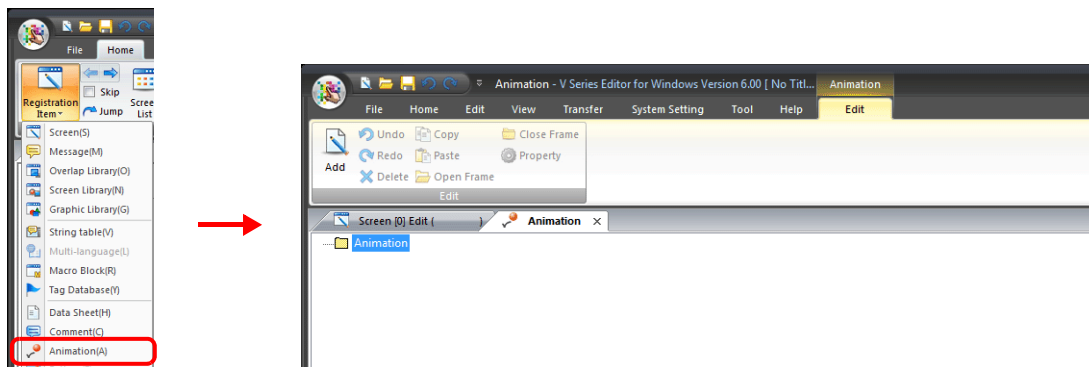 File Home
Registration Item
Skip
Jump
Scree
List
Screen(S)
Message(M)
Overlap Library(O)
Screen Library(N)
Graphic Library(G)
String table(V)
Multi-language(L)
Macro Block(R)
Tag Database(Y)
Data Sheet(H)
Comment(C)
Animation(A)
Animation - V Series Editor for Windows Version 6.00 [ No Titl... Animation
File Home Edit View Transfer System Setting Tool Help Edit
Add
Undo Copy Close Frame
Redo Paste Property
Delete Open Frame
Edit
Screen [0] Edit ( ) Animation ×
Animation